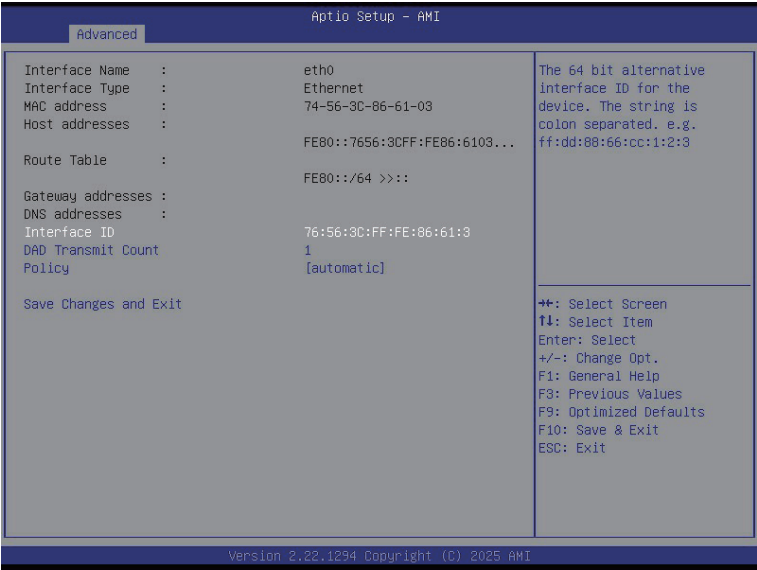 Aptio Setup – AMI
Advanced
Interface Name : eth0
Interface Type : Ethernet
MAC address : 74-56-3C-86-61-03
Host addresses :
FE80::7656:3CFF:FE86:6103...
Route Table :
FE80::/64 >>::
Gateway addresses :
DNS addresses :
Interface ID 76:56:3C:FF:FE:86:61:3
DAD Transmit Count 1
Policy [automatic]
Save Changes and Exit
The 64 bit alternative
interface ID for the
device. The string is
colon separated. e.g.
ff:dd:88:66:cc:1:2:3
→←: Select Screen
↑↓: Select Item
Enter: Select
+/-: Change Opt.
F1: General Help
F3: Previous Values
F9: Optimized Defaults
F10: Save & Exit
ESC: Exit
Version 2.22.1294 Copyright (C) 2025 AMI